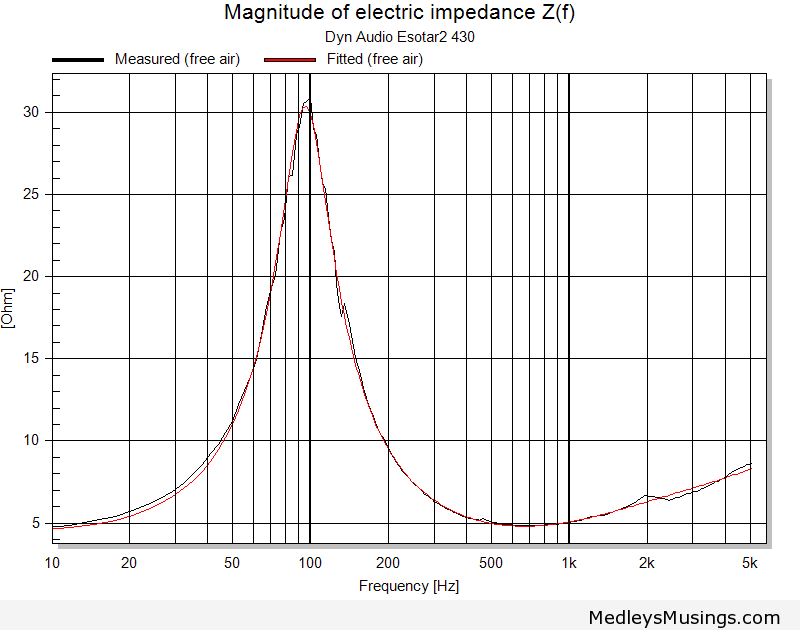 Magnitude of electric impedance Z(f)
Dyn Audio Esotar2 430
Measured (free air) Fitted (free air)
30
25
20
[Ohm]
15
10
5
10 20 50 100 200 500 1k 2k 5k
Frequency [Hz]
MedleysMusings.com